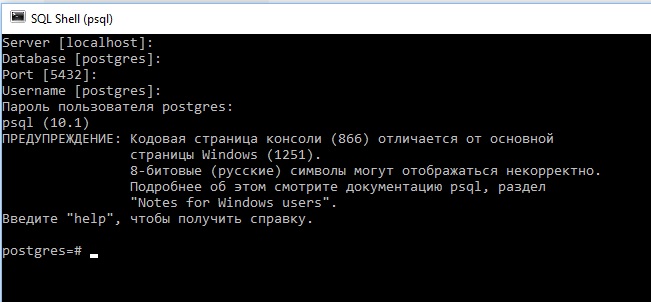 SQL Shell (psql)
Server [localhost]:
Database [postgres]:
Port [5432]:
Username [postgres]:
Пароль пользователя postgres:
psql (10.1)
ПРЕДУПРЕЖДЕНИЕ: Кодовая страница консоли (866) отличается от основной
страницы Windows (1251).
8-битовые (русские) символы могут отображаться некорректно.
Подробнее об этом смотрите документацию psql, раздел
"Notes for Windows users".
Введите "help", чтобы получить справку.
postgres=#